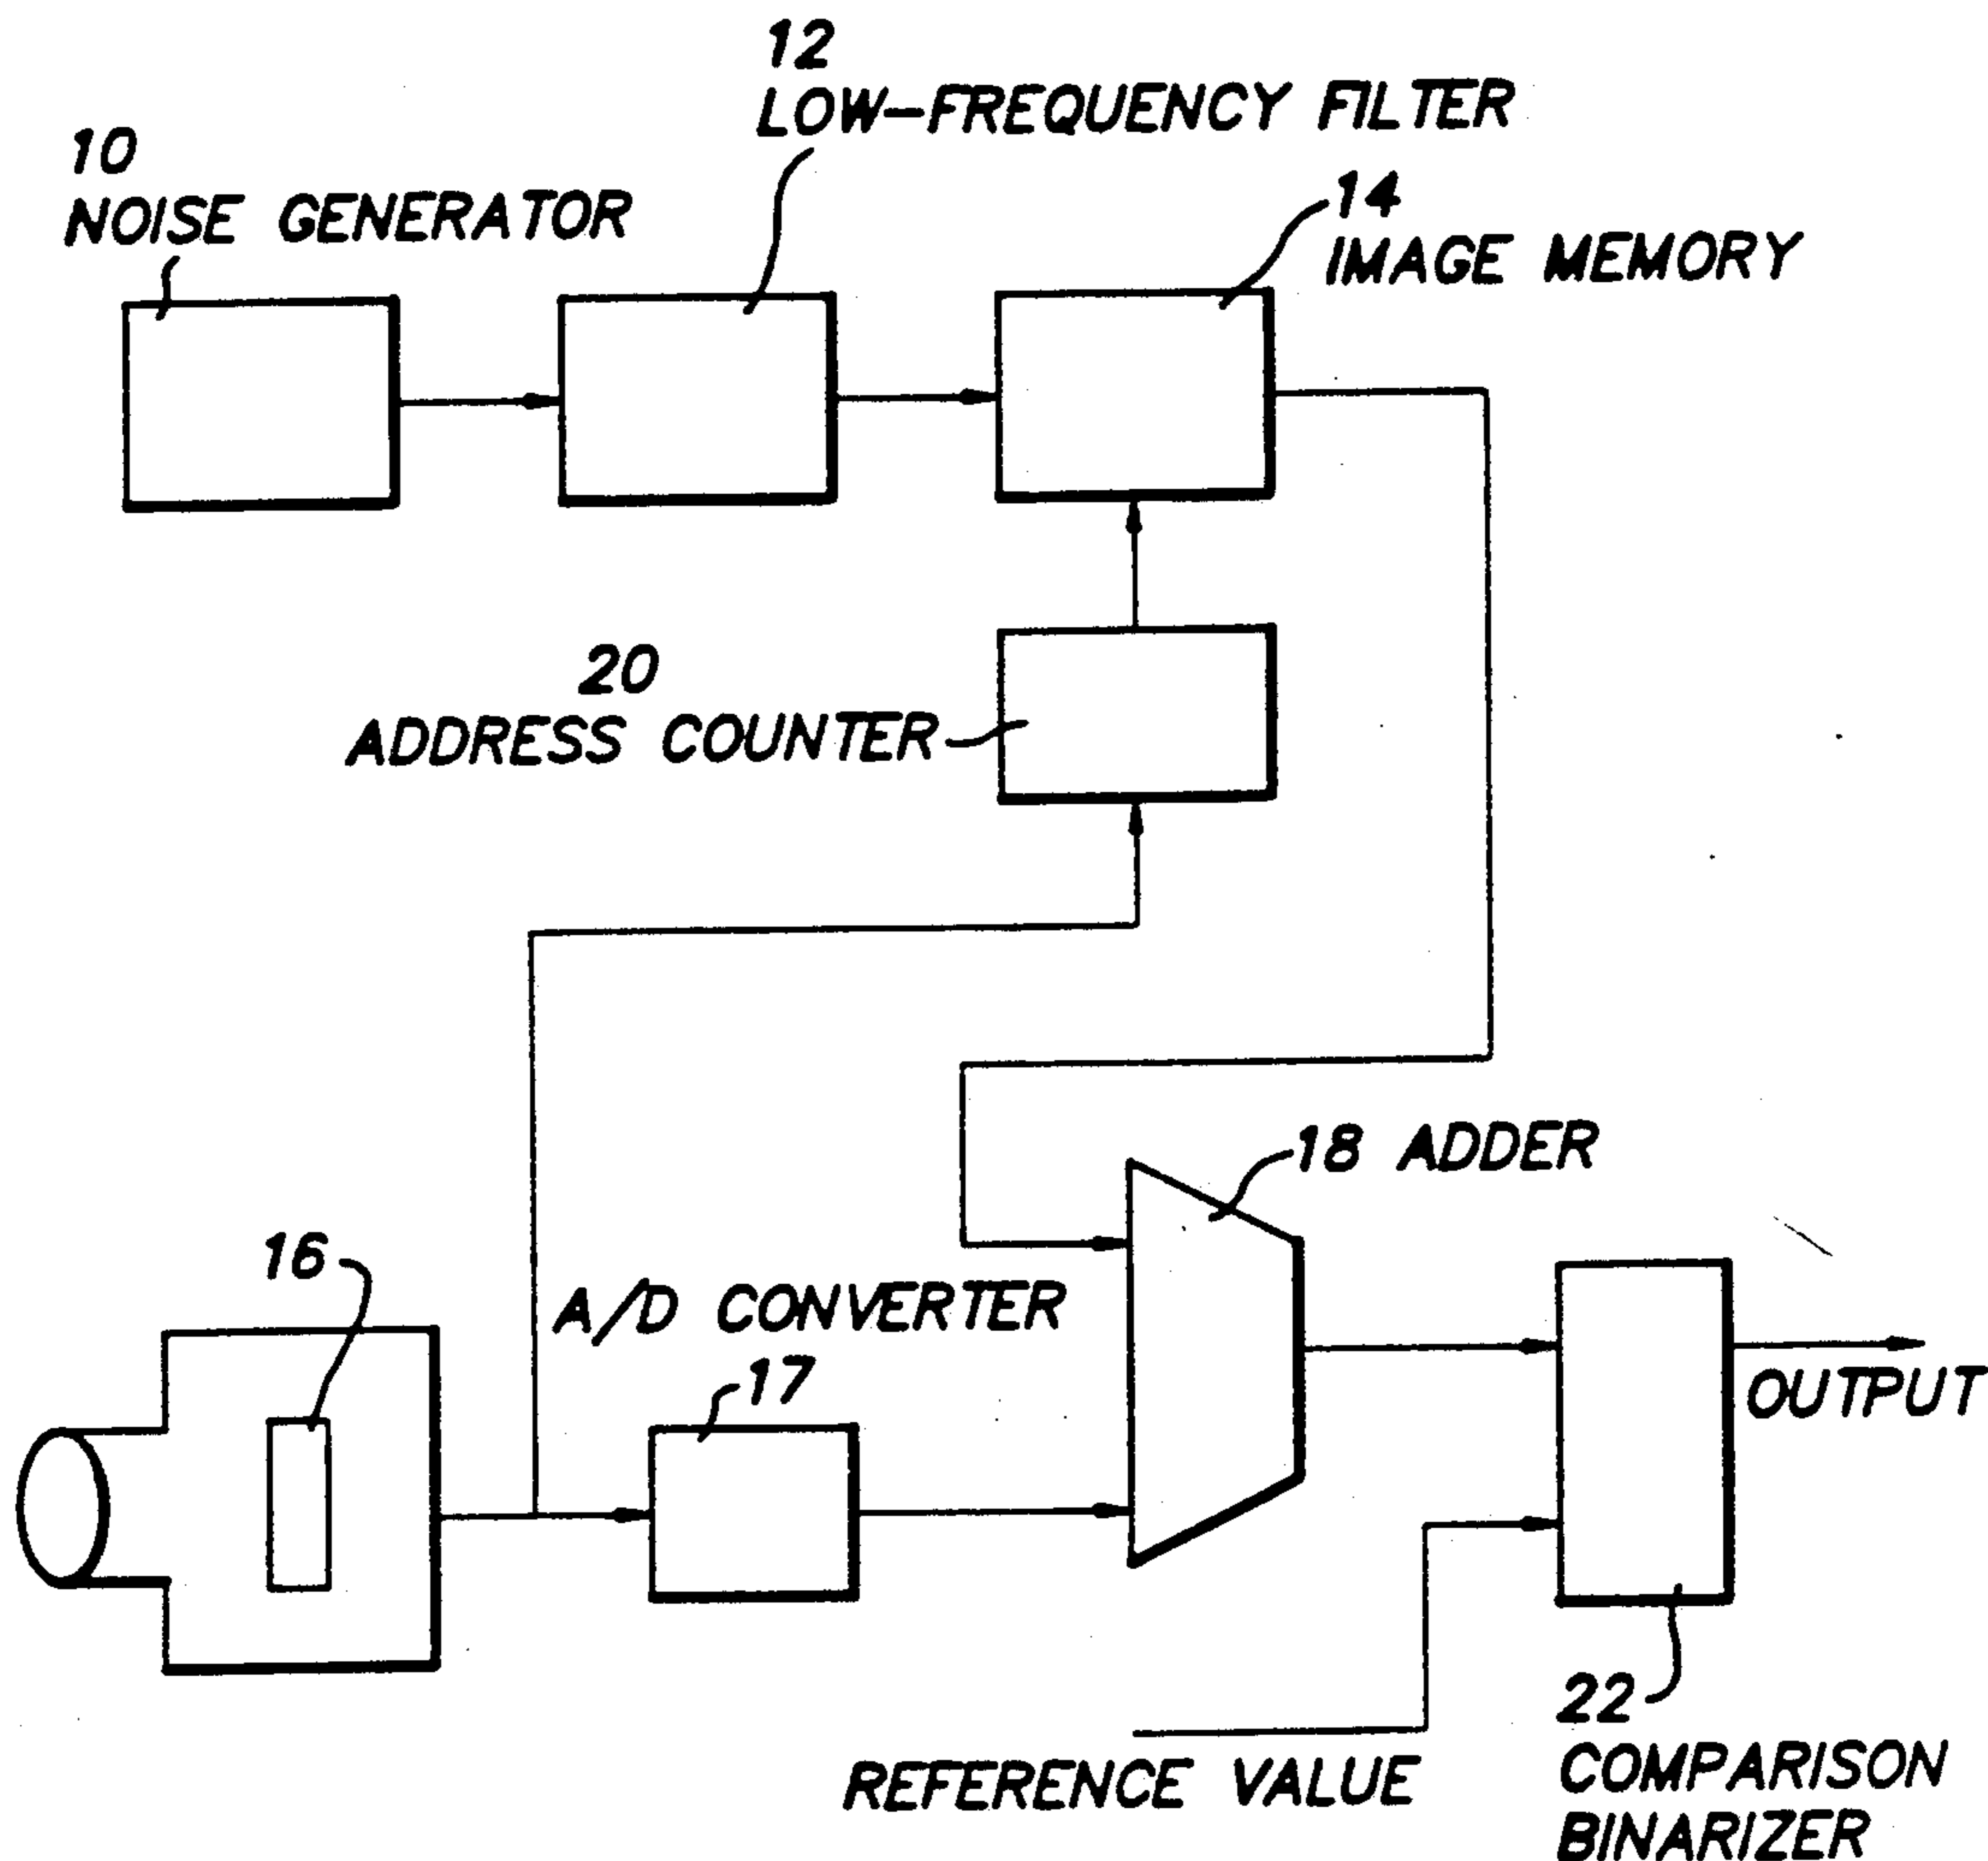 12
LOW-FREQUENCY FILTER
10
NOISE GENERATOR
14
IMAGE MEMORY
20
ADDRESS COUNTER
18 ADDER
16
A/D CONVERTER
17
OUTPUT
22
COMPARISON
BINARIZER
REFERENCE VALUE